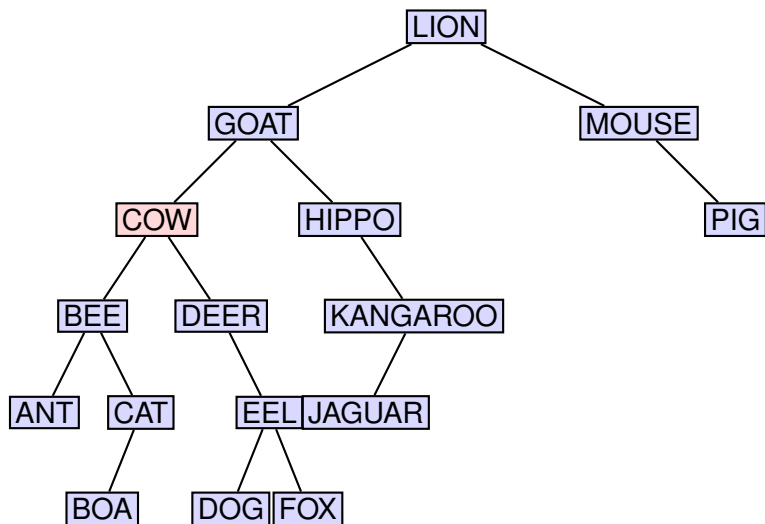 LION
GOAT MOUSE
COW HIPPO PIG
BEE DEER KANGAROO
ANT CAT EEL JAGUAR
BOA DOG FOX